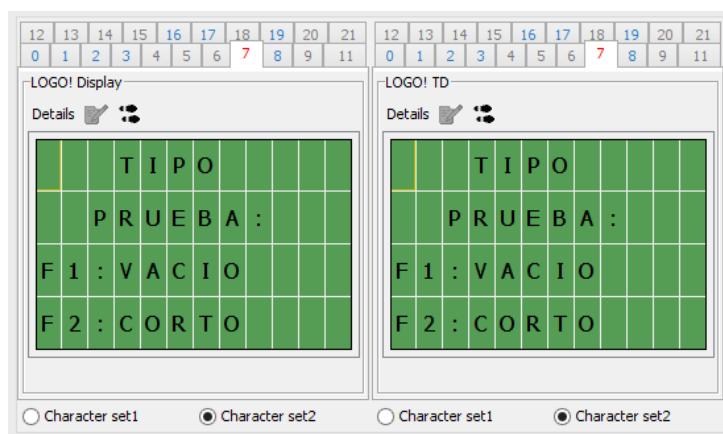 12 13 14 15 16 17 18 19 20 21
0 1 2 3 4 5 6 7 8 9 11
LOGO! Display
Details
TIPO
PRUEBA:
F1:VACIO
F2:CORTO
Character set1 Character set2
12 13 14 15 16 17 18 19 20 21
0 1 2 3 4 5 6 7 8 9 11
LOGO! TD
Details
TIPO
PRUEBA:
F1:VACIO
F2:CORTO
Character set1 Character set2